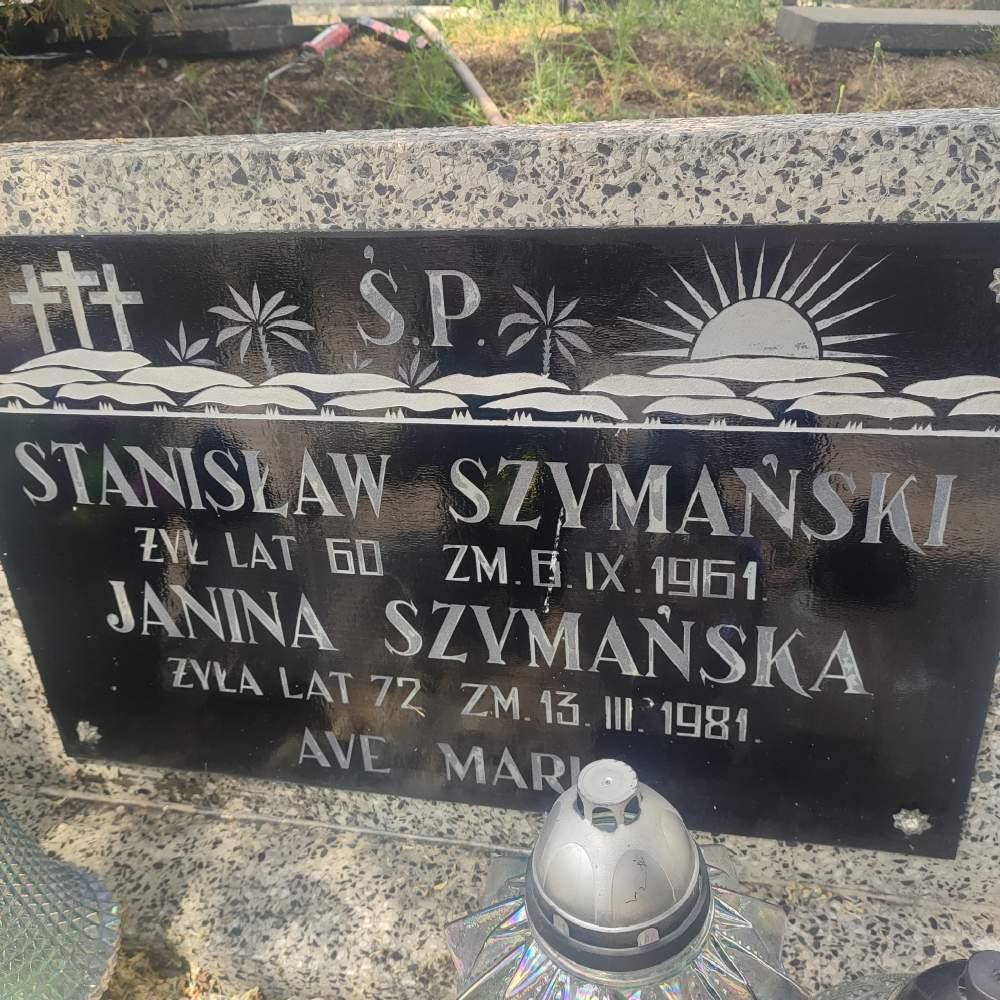 Ś.P.
STANISŁAW SZYMAŃSKI
ŻYŁ LAT 60 ZM. 6. IX. 1961.
JANINA SZYMAŃSKA
ŻYŁA LAT 72 ZM. 13. III. 1981.
AVE